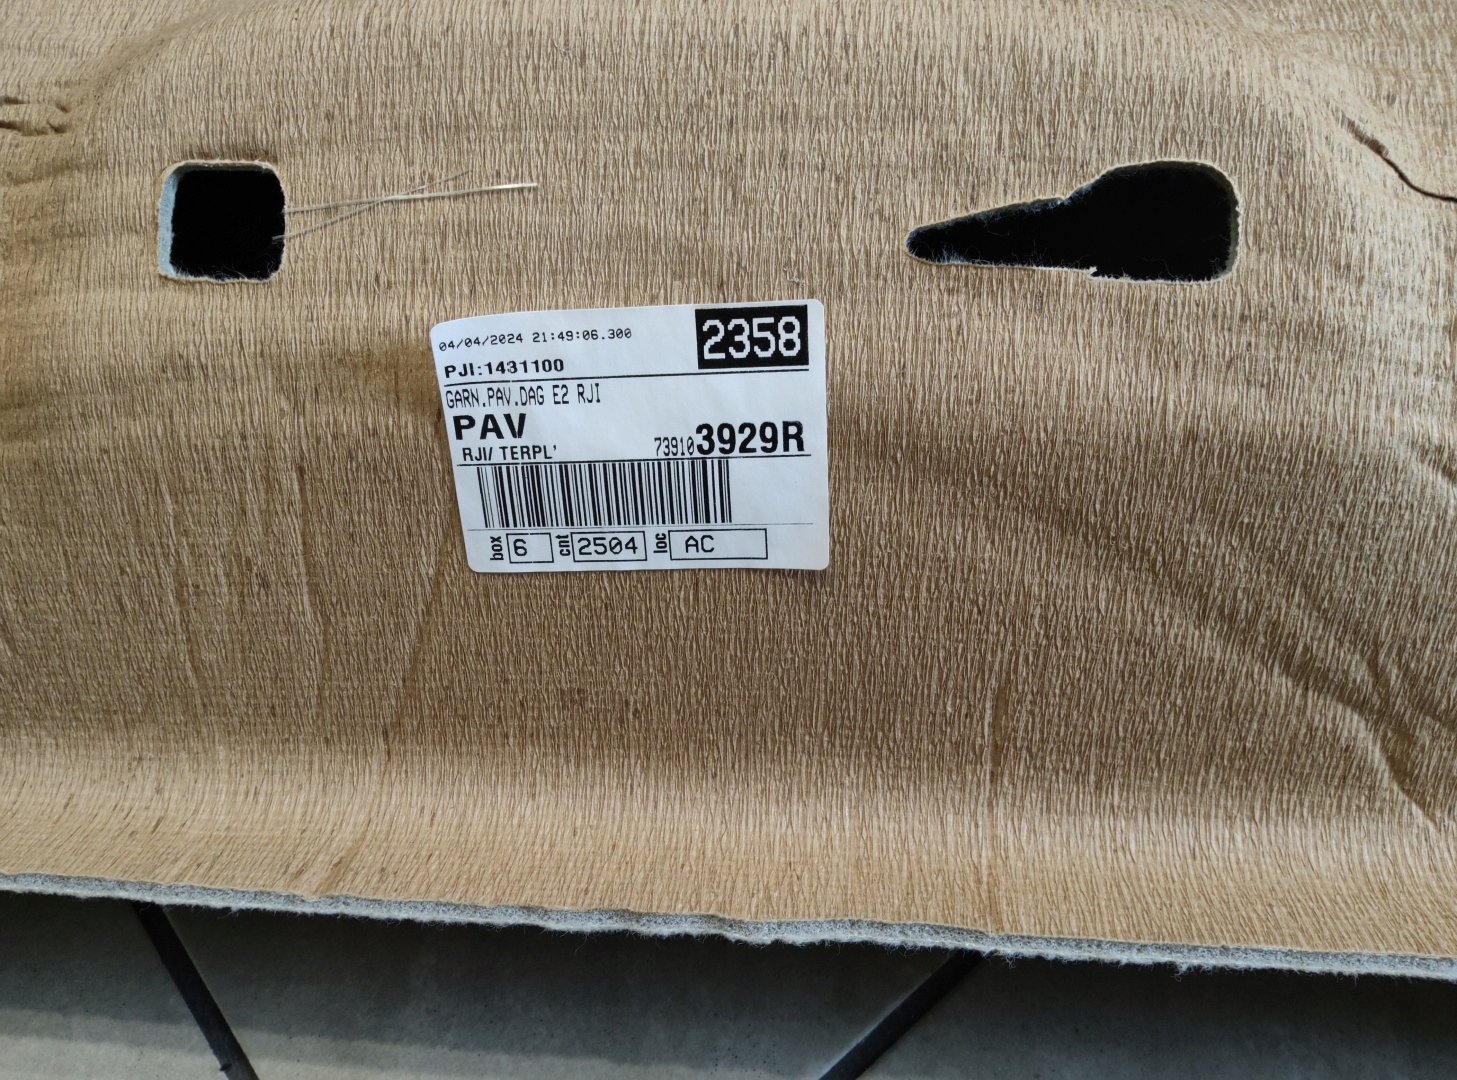 04/04/2024 21:49:06.300
2358
PJI:1431100
GARN.PAV.DAG E2 RJI
PAV
RJI/ TERPL'
739103929R
box 6 cnt 2504 loc AC